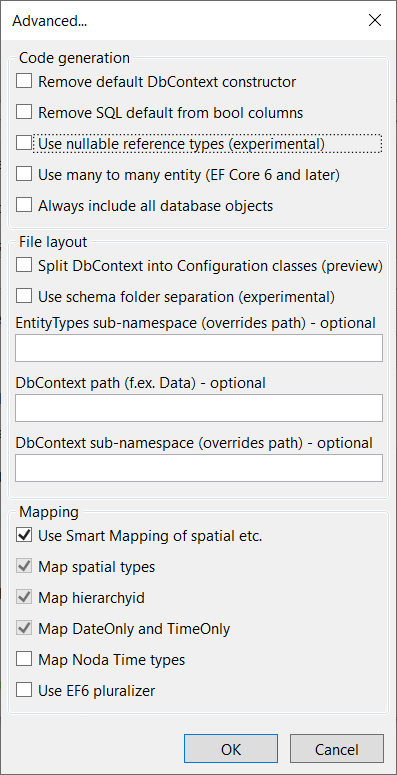 Advanced...
Code generation
Remove default DbContext constructor
Remove SQL default from bool columns
Use nullable reference types (experimental)
Use many to many entity (EF Core 6 and later)
Always include all database objects
File layout
Split DbContext into Configuration classes (preview)
Use schema folder separation (experimental)
EntityTypes sub-namespace (overrides path) - optional
DbContext path (f.ex. Data) - optional
DbContext sub-namespace (overrides path) - optional
Mapping
Use Smart Mapping of spatial etc.
Map spatial types
Map hierarchyid
Map DateOnly and TimeOnly
Map Noda Time types
Use EF6 pluralizer
OK Cancel